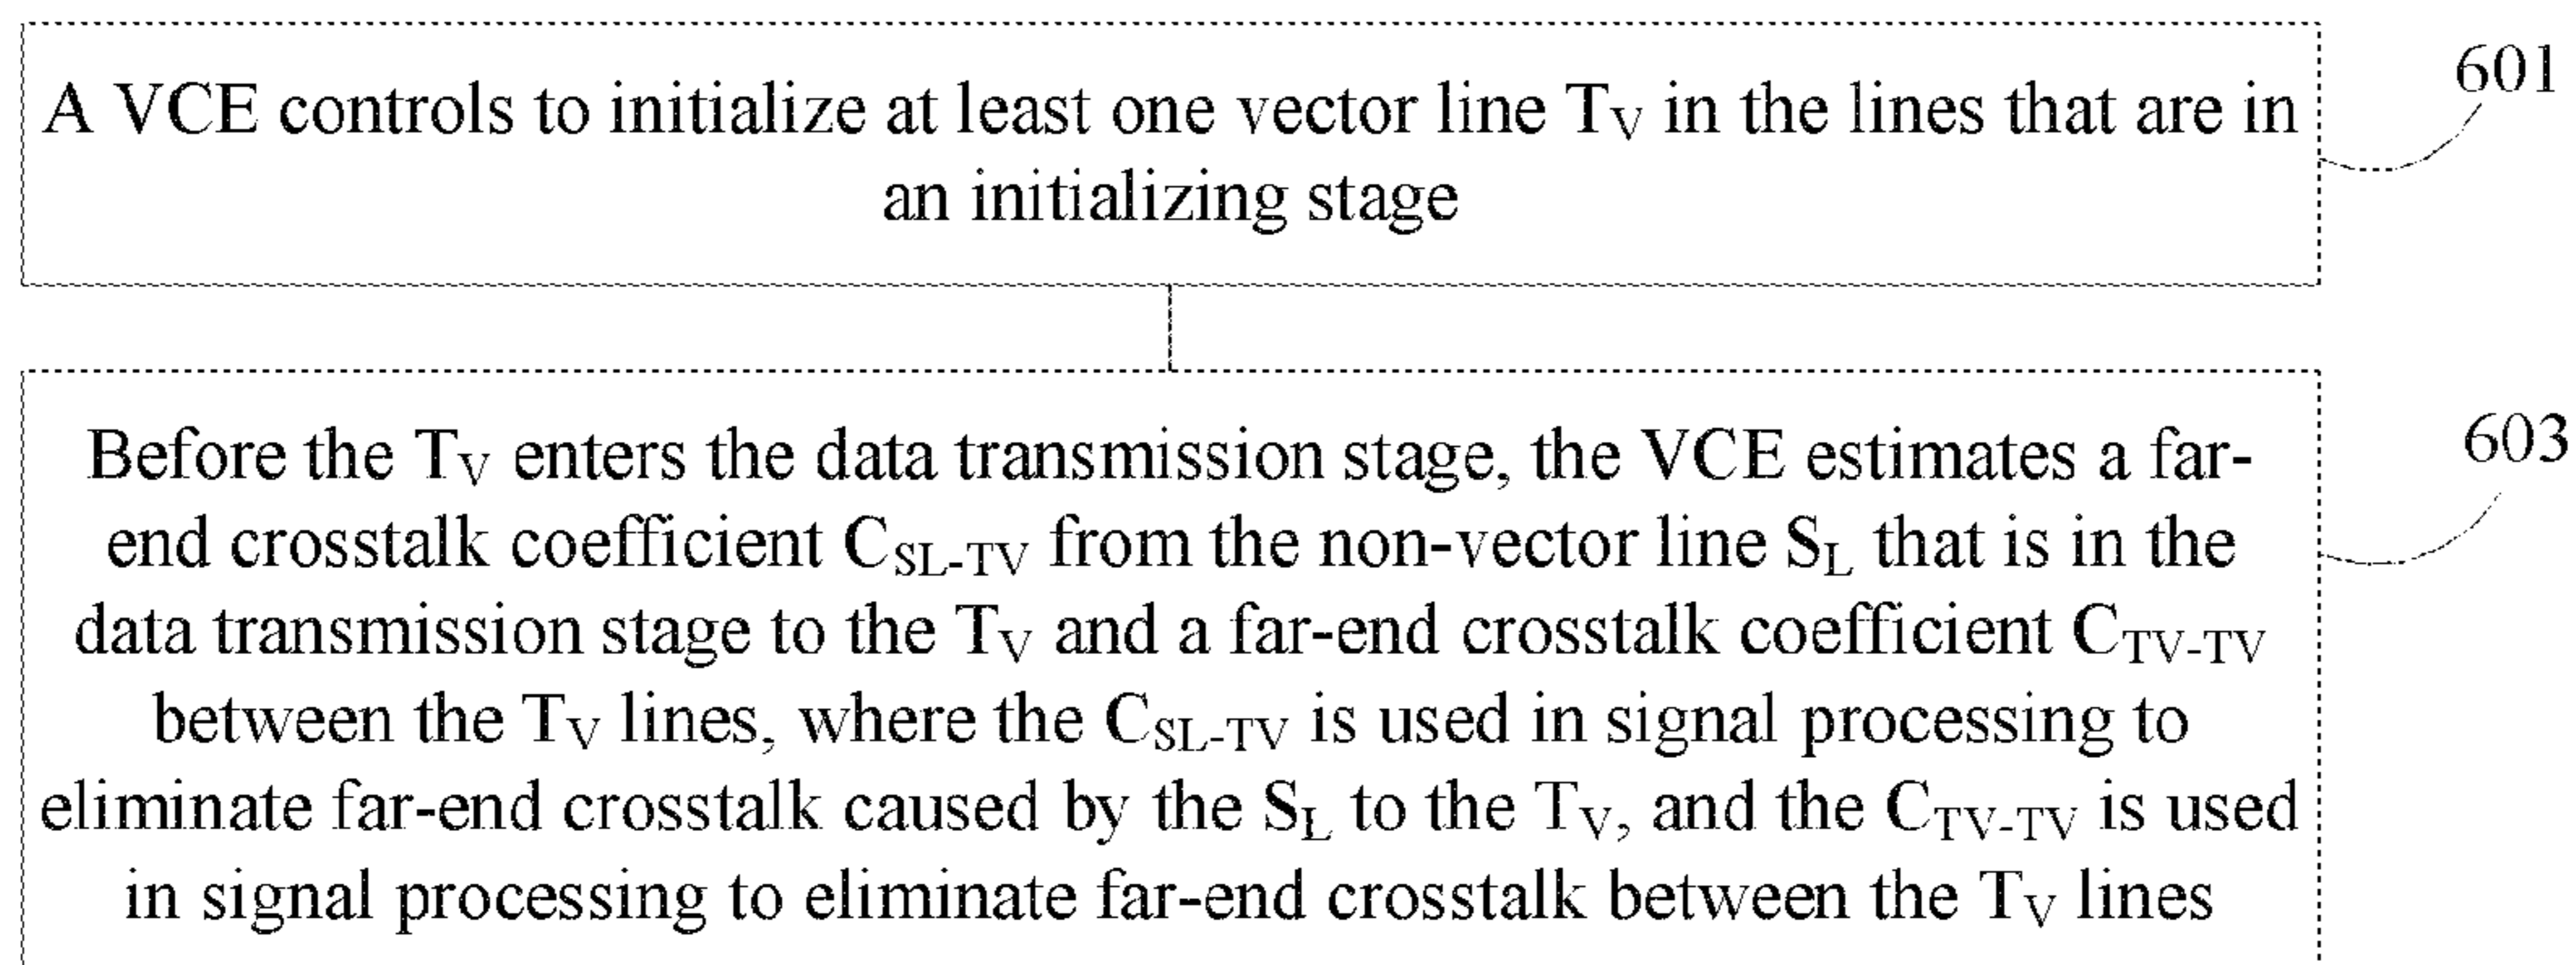 A VCE controls to initialize at least one vector line TV in the lines that are in
an initializing stage
601
Before the TV enters the data transmission stage, the VCE estimates a far-
end crosstalk coefficient CSL-TV from the non-vector line SL that is in the
data transmission stage to the TV and a far-end crosstalk coefficient CTV-TV
between the TV lines, where the CSL-TV is used in signal processing to
eliminate far-end crosstalk caused by the SL to the TV, and the CTV-TV is used
in signal processing to eliminate far-end crosstalk between the TV lines
603